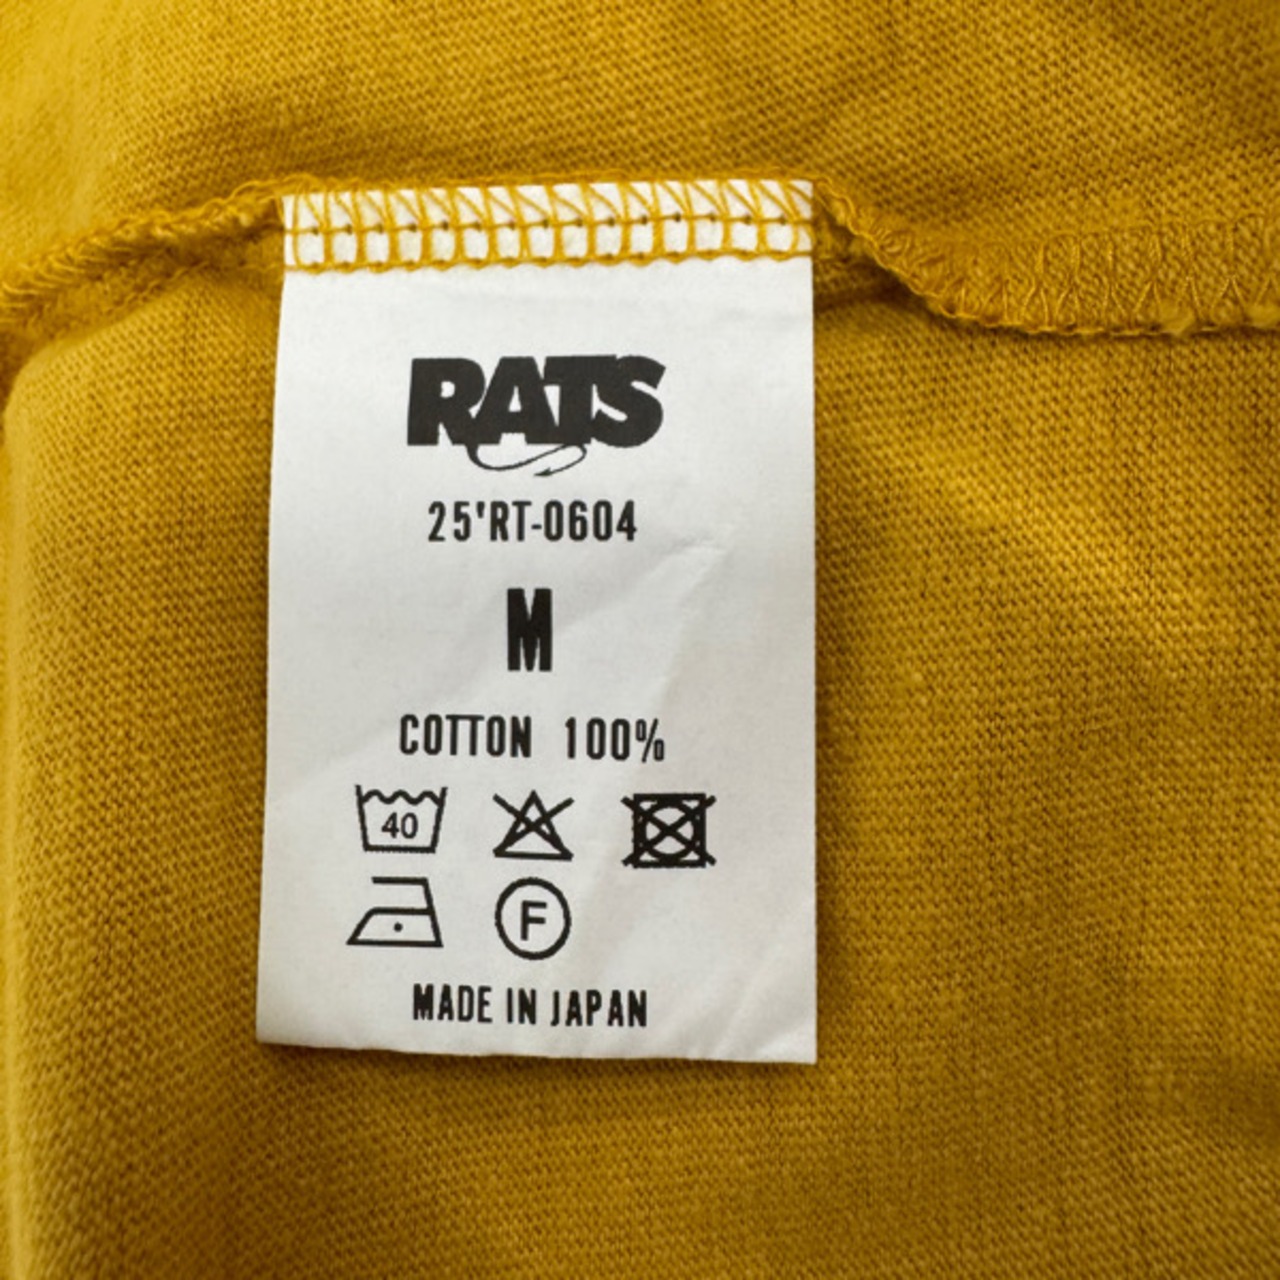 RATS
25'RT-0604
M
COTTON 100%
40
F
MADE IN JAPAN